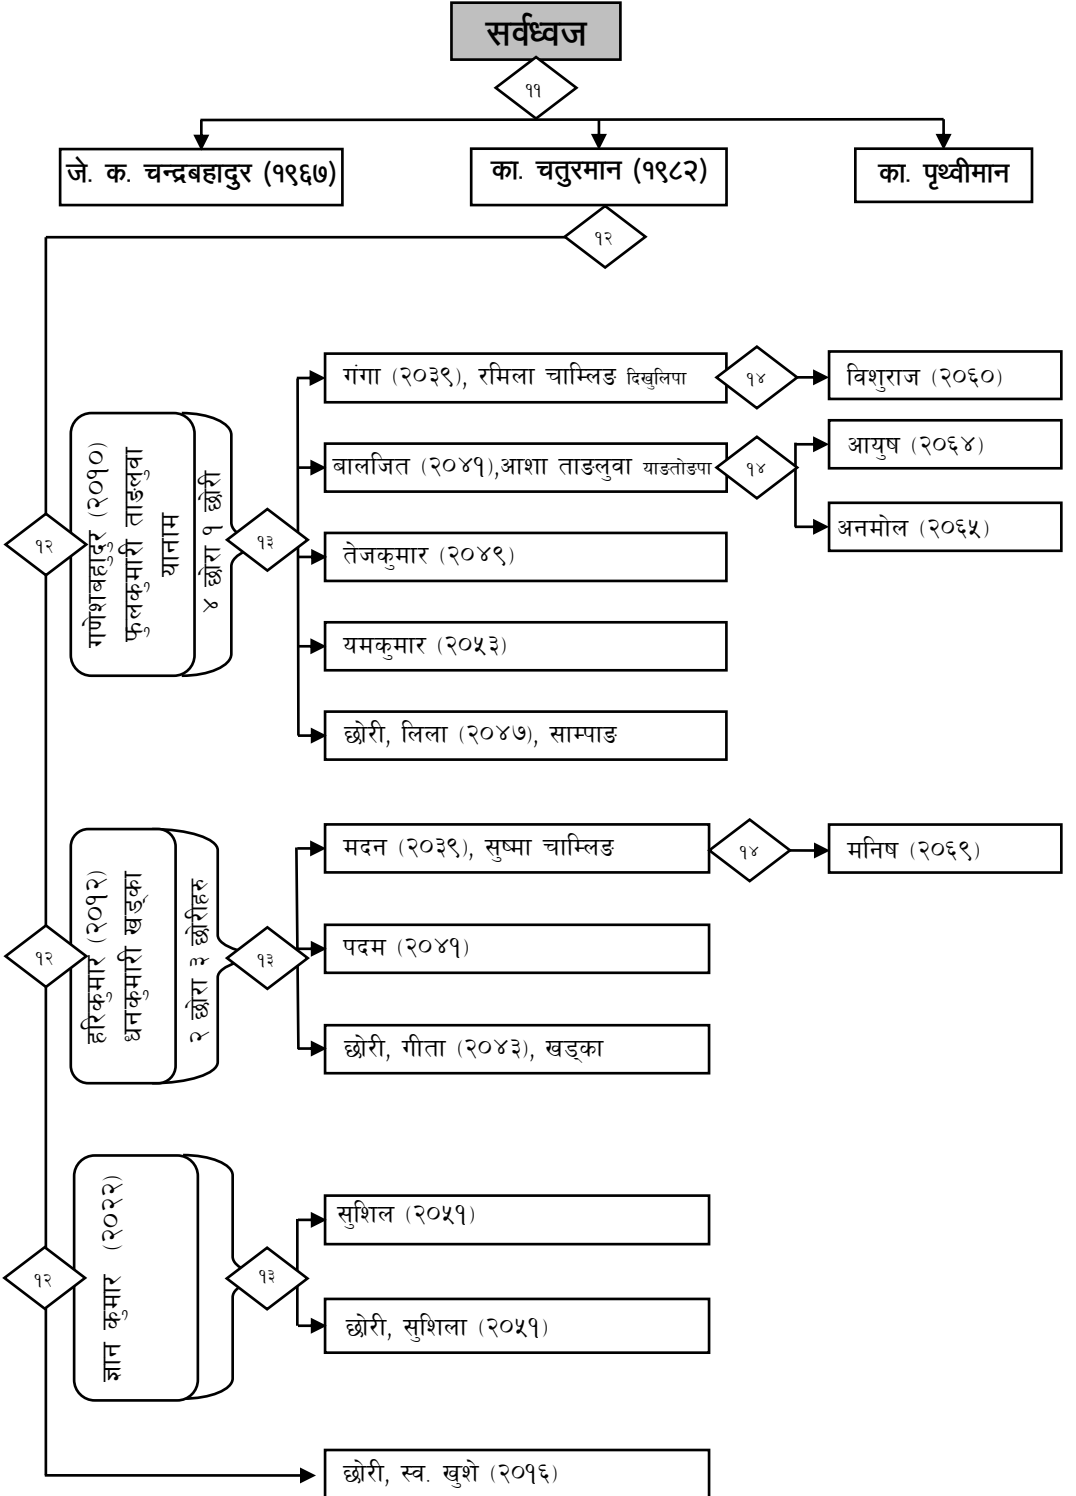 सर्वध्वज
११
जे. क. चन्द्रबहादुर (१९६७)
का. चतुरमान (१९८२)
का. पृथ्वीमान
१२
१२
गणेशबहादुर (२०१०)
फुलकुमारी ताङलुवा
यानाम
४ छोरा १ छोरी
१३
गंगा (२०३९), रमिला चाम्लिङ दिखुलिपा
१४
विशुराज (२०६०)
बालजित (२०४१),आशा ताङलुवा याङतोङपा
१४
आयुष (२०६४)
अनमोल (२०६५)
तेजकुमार (२०४९)
यमकुमार (२०५३)
छोरी, लिला (२०४७), साम्पाङ
१२
हरिकुमार (२०१२)
धनकुमारी खड्का
२ छोरा ३ छोरीहरु
१३
मदन (२०३९), सुष्मा चाम्लिङ
१४
मनिष (२०६९)
पदम (२०४१)
छोरी, गीता (२०४३), खड्का
१२
ज्ञान कुमार (२०२२)
१३
सुशिल (२०५१)
छोरी, सुशिला (२०५१)
छोरी, स्व. खुशे (२०१६)